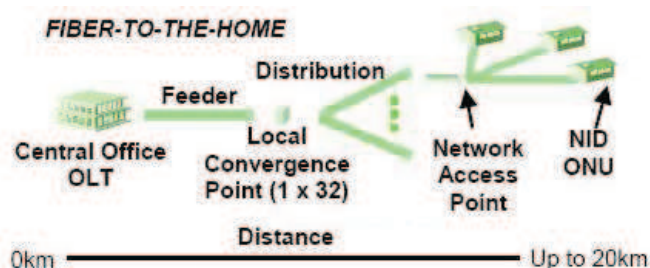 FIBER-TO-THE-HOME
Distribution
Feeder
Central Office
OLT
Local
Convergence
Point (1 x 32)
Network
Access
Point
NID
ONU
Distance
0km
Up to 20km